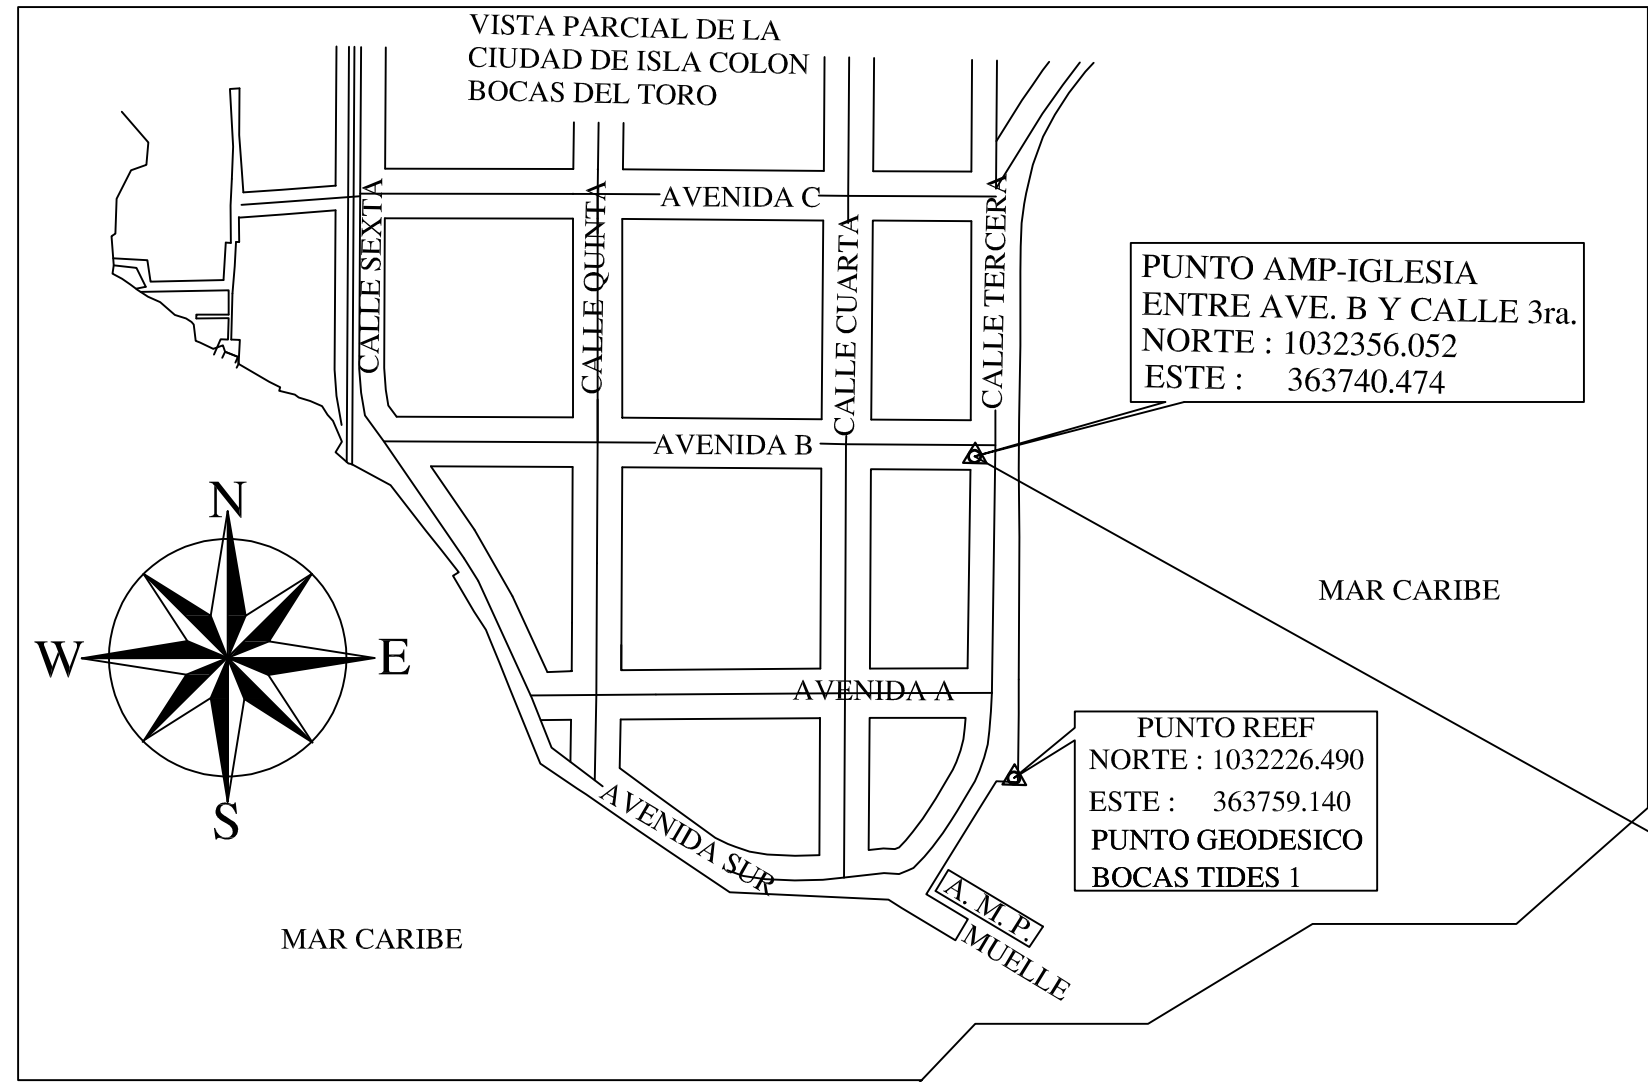 VISTA PARCIAL DE LA
CIUDAD DE ISLA COLON
BOCAS DEL TORO
AVENIDA C
CALLE SEXTA
CALLE QUINTA
CALLE CUARTA
CALLE TERCERA
PUNTO AMP-IGLESIA
ENTRE AVE. B Y CALLE 3ra.
NORTE : 1032356.052
ESTE : 363740.474
AVENIDA B
N
W
E
S
MAR CARIBE
AVENIDA A
PUNTO REEF
NORTE : 1032226.490
ESTE : 363759.140
PUNTO GEODESICO
BOCAS TIDES 1
AVENIDA SUR
A. M. P.
MUELLE
MAR CARIBE